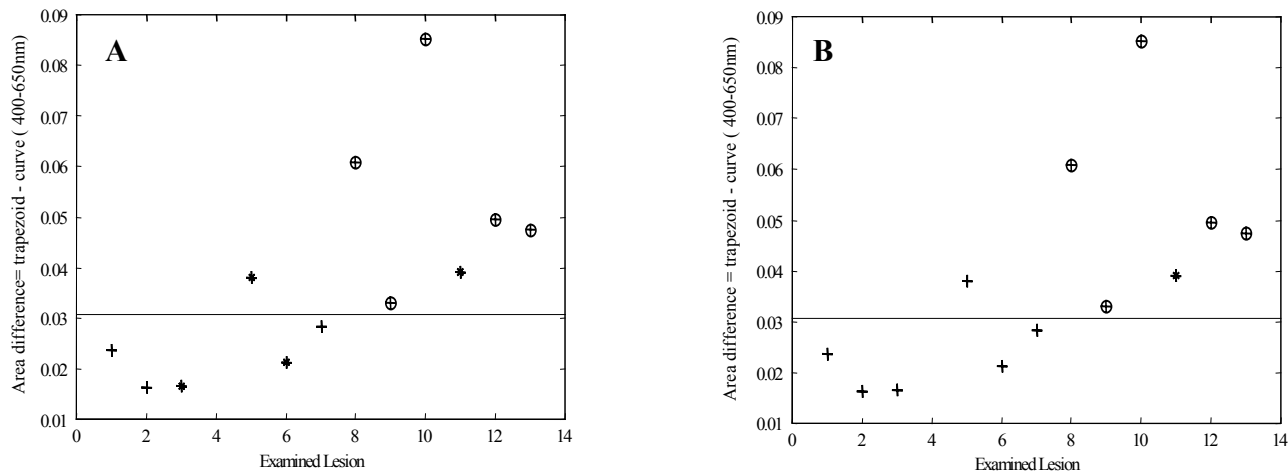 A
0.09
0.08
0.07
0.06
0.05
0.04
0.03
0.02
0.01
0 2 4 6 8 10 12 14
Area difference= trapezoid - curve ( 400-650nm)
Examined Lesion
B
0.09
0.08
0.07
0.06
0.05
0.04
0.03
0.02
0.01
0 2 4 6 8 10 12 14
Area difference = trapezoid - curve ( 400-650nm)
Examined Lesion